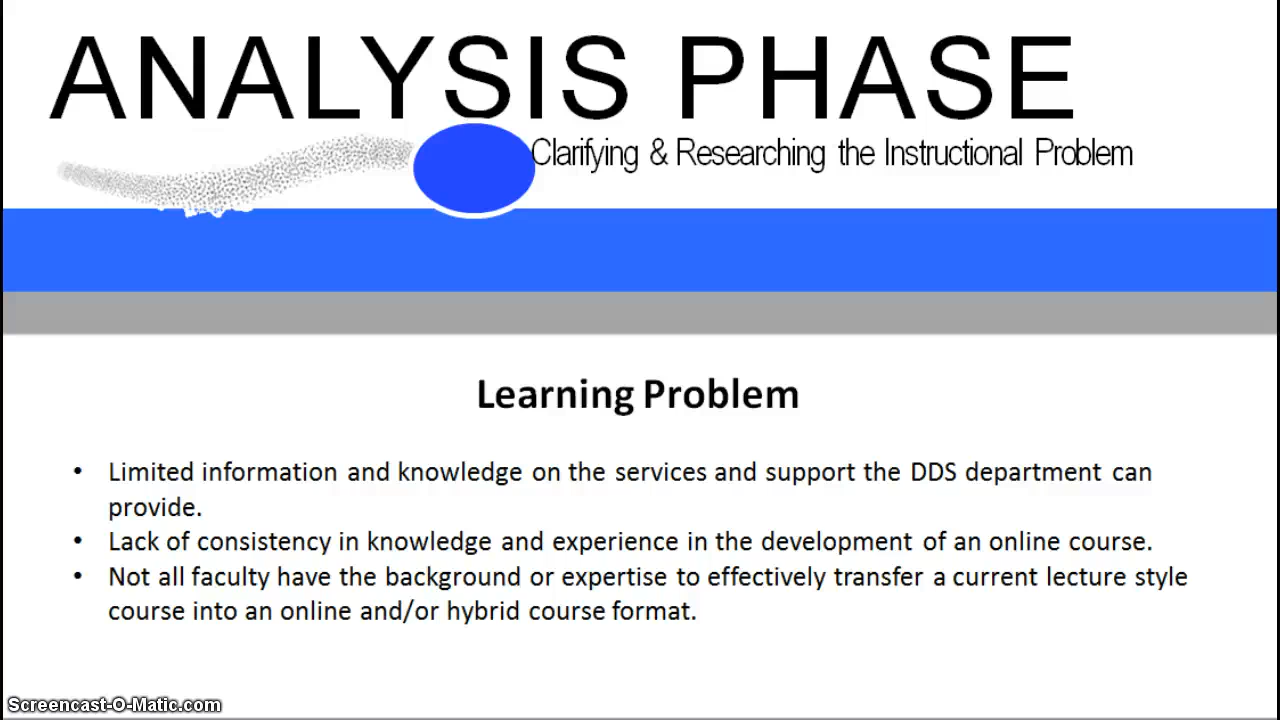 ANALYSIS PHASE
Clarifying & Researching the Instructional Problem
Learning Problem
• Limited information and knowledge on the services and support the DDS department can
provide.
• Lack of consistency in knowledge and experience in the development of an online course.
• Not all faculty have the background or expertise to effectively transfer a current lecture style
course into an online and/or hybrid course format.
Screencast-O-Matic.com